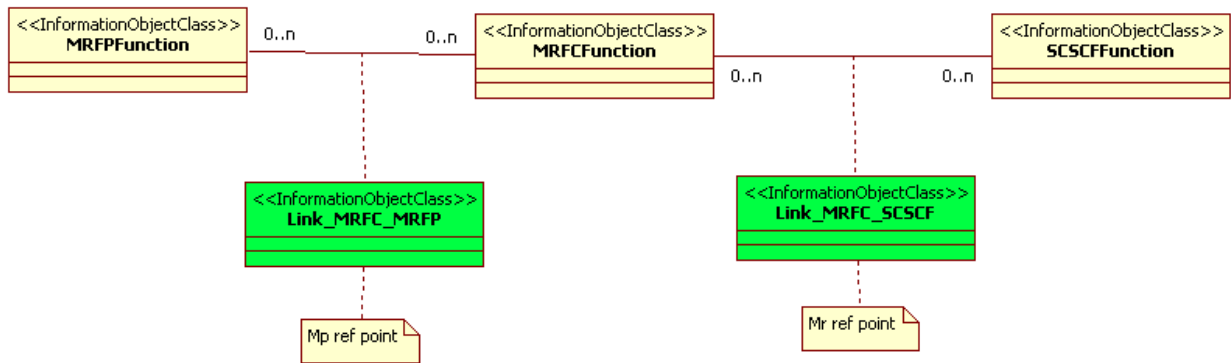 <<InformationObjectClass>>
MRFPFunction
0..n
0..n
<<InformationObjectClass>>
MRFCFunction
0..n
0..n
<<InformationObjectClass>>
SCSCFFunction
<<InformationObjectClass>>
Link_MRFC_MRFP
<<InformationObjectClass>>
Link_MRFC_SCSCF
Mp ref point
Mr ref point